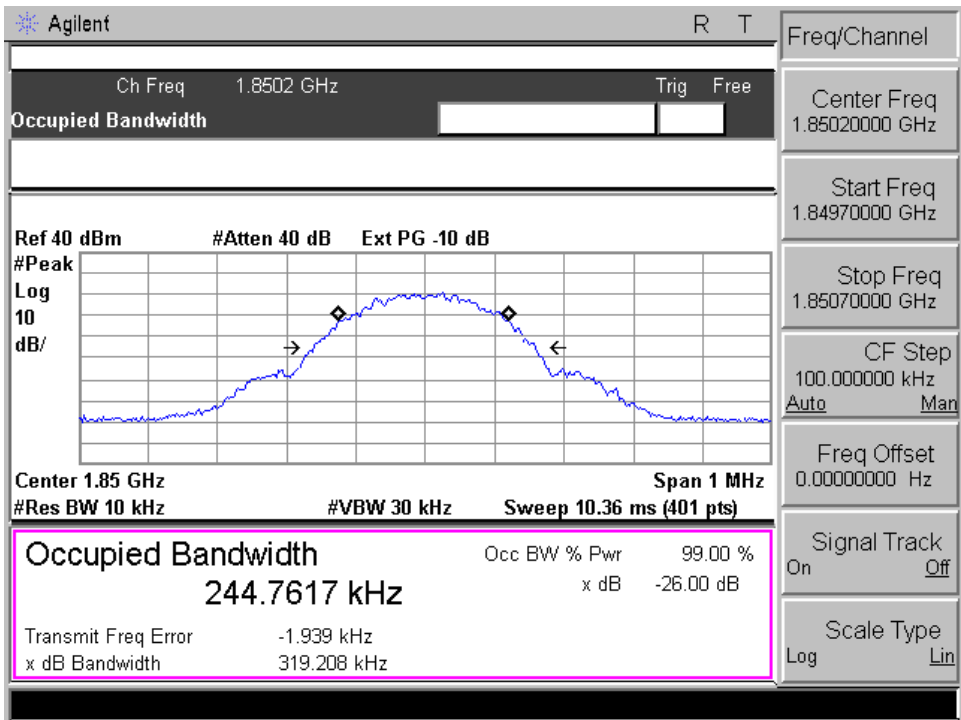 Agilent R T
Ch Freq 1.8502 GHz Trig Free
Occupied Bandwidth
Ref 40 dBm #Atten 40 dB Ext PG -10 dB
#Peak
Log
10
dB/
Center 1.85 GHz Span 1 MHz
#Res BW 10 kHz #VBW 30 kHz Sweep 10.36 ms (401 pts)
Occupied Bandwidth Occ BW % Pwr 99.00 %
244.7617 kHz x dB -26.00 dB
Transmit Freq Error -1.939 kHz
x dB Bandwidth 319.208 kHz
Freq/Channel
Center Freq
1.85020000 GHz
Start Freq
1.84970000 GHz
Stop Freq
1.85070000 GHz
CF Step
100.000000 kHz
Auto Man
Freq Offset
0.00000000 Hz
Signal Track
On Off
Scale Type
Log Lin